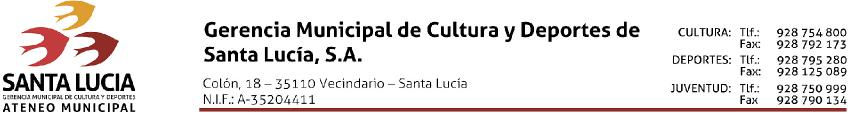 SANTA LUCIA
GERENCIA MUNICIPAL DE CULTURA Y DEPORTES
ATENEO MUNICIPAL
Gerencia Municipal de Cultura y Deportes de
Santa Lucía, S.A.
Colón, 18 – 35110 Vecindario – Santa Lucía
N.I.F.: A-35204411
CULTURA: Tlf.: 928 754 800
Fax: 928 792 173
DEPORTES: Tlf.: 928 795 280
Fax: 928 125 089
JUVENTUD: Tlf.: 928 750 999
Fax 928 790 134